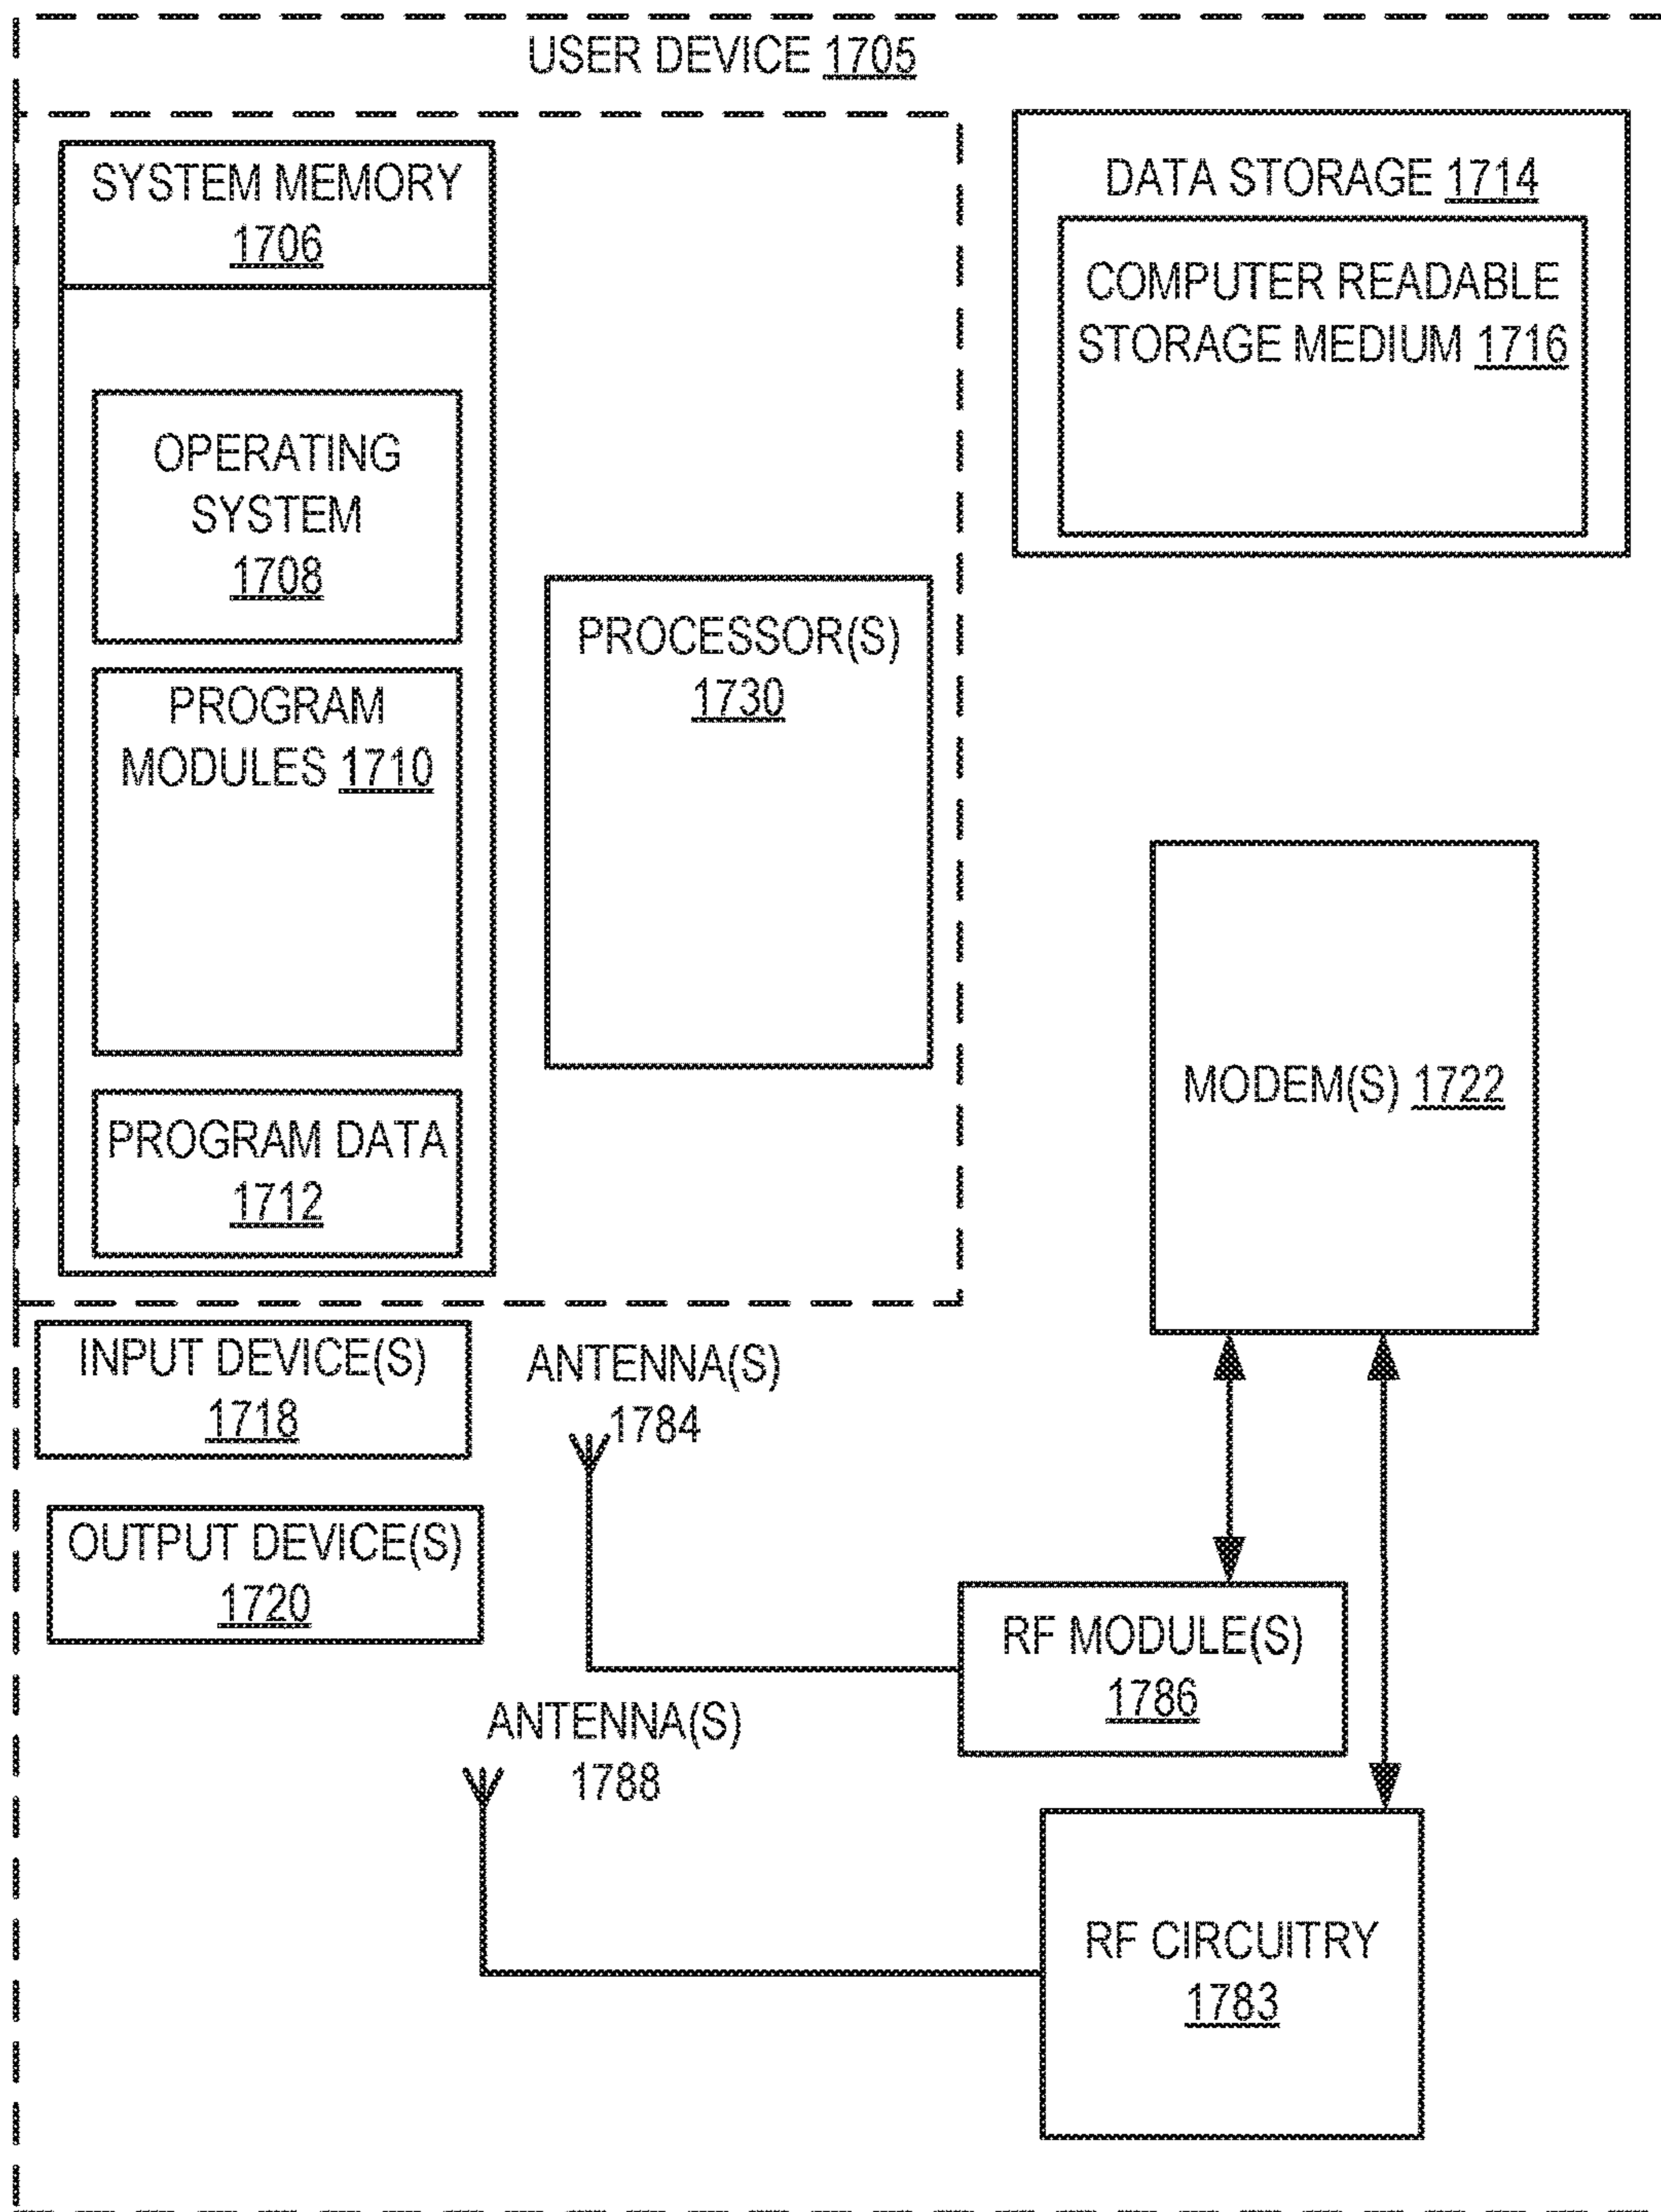 USER DEVICE 1705
SYSTEM MEMORY
1706
OPERATING
SYSTEM
1708
PROGRAM
MODULES 1710
PROGRAM DATA
1712
PROCESSOR(S)
1730
DATA STORAGE 1714
COMPUTER READABLE
STORAGE MEDIUM 1716
MODEM(S) 1722
INPUT DEVICE(S)
1718
OUTPUT DEVICE(S)
1720
ANTENNA(S)
1784
RF MODULE(S)
1786
ANTENNA(S)
1788
RF CIRCUITRY
1783